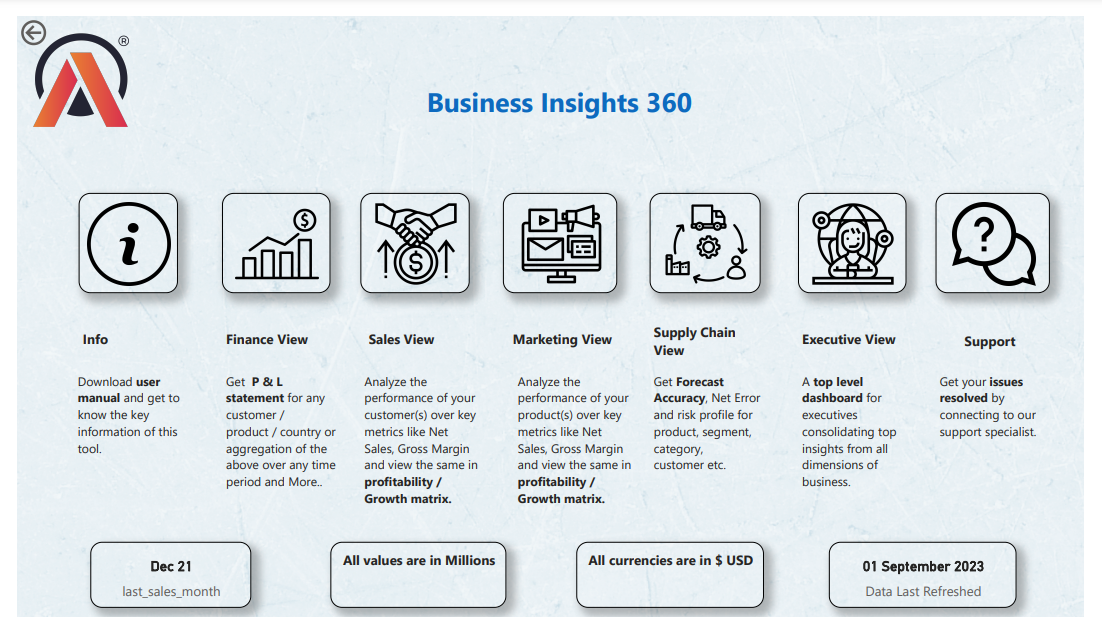 ®
Business Insights 360
Info
Download user
manual and get to
know the key
information of this
tool.
Finance View
Get P & L
statement for any
customer /
product / country or
aggregation of the
above over any time
period and More..
Sales View
Analyze the
performance of your
customer(s) over key
metrics like Net
Sales, Gross Margin
and view the same in
profitability /
Growth matrix.
Marketing View
Analyze the
performance of your
product(s) over key
metrics like Net
Sales, Gross Margin
and view the same in
profitability /
Growth matrix.
Supply Chain
View
Get Forecast
Accuracy, Net Error
and risk profile for
product, segment,
category,
customer etc.
Executive View
A top level
dashboard for
executives
consolidating top
insights from all
dimensions of
business.
Support
Get your issues
resolved by
connecting to our
support specialist.
Dec 21
last_sales_month
All values are in Millions
All currencies are in $ USD
01 September 2023
Data Last Refreshed